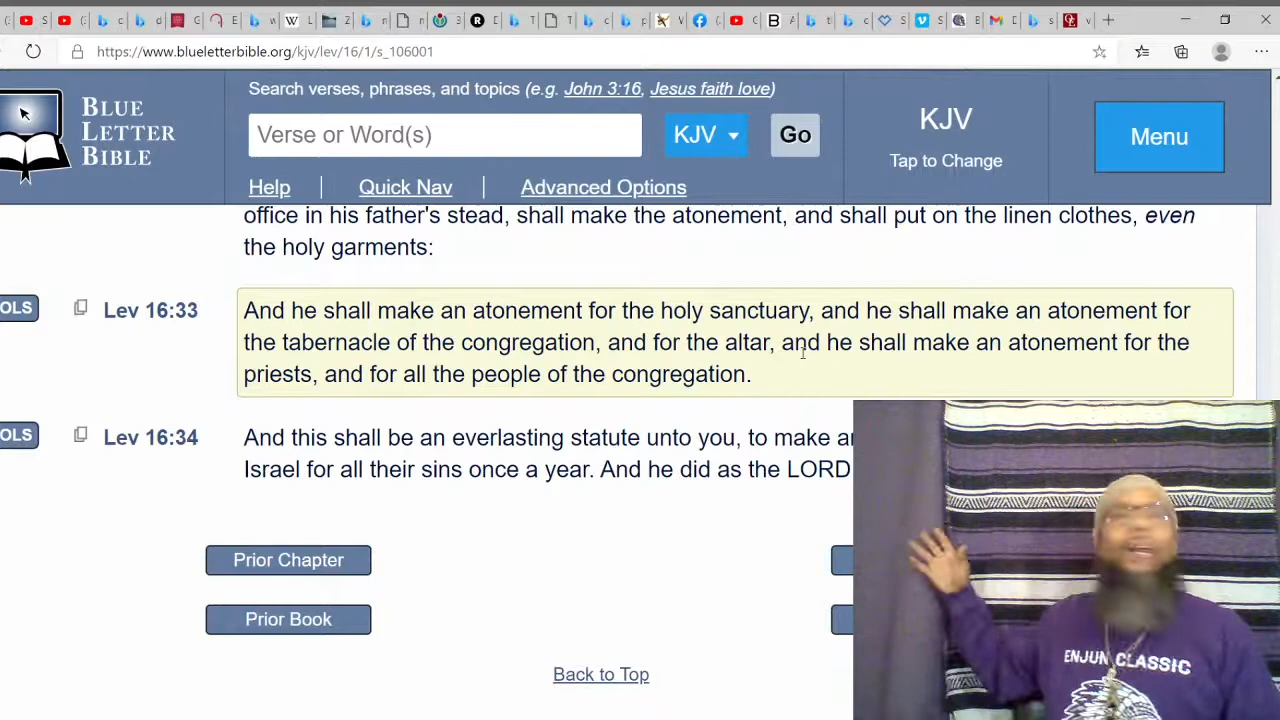 https://www.blueletterbible.org/kjv/lev/16/1/s_106001
BLUE
LETTER
BIBLE
Search verses, phrases, and topics (e.g. John 3:16, Jesus faith love)
Verse or Word(s)
KJV
Go
KJV
Tap to Change
Menu
Help | Quick Nav | Advanced Options
office in his father's stead, shall make the atonement, and shall put on the linen clothes, even
the holy garments:
OLS Lev 16:33 And he shall make an atonement for the holy sanctuary, and he shall make an atonement for
the tabernacle of the congregation, and for the altar, and he shall make an atonement for the
priests, and for all the people of the congregation.
OLS Lev 16:34 And this shall be an everlasting statute unto you, to make an
Israel for all their sins once a year. And he did as the LORD
Prior Chapter
Prior Book
Back to Top
ENJUN CLASSIC